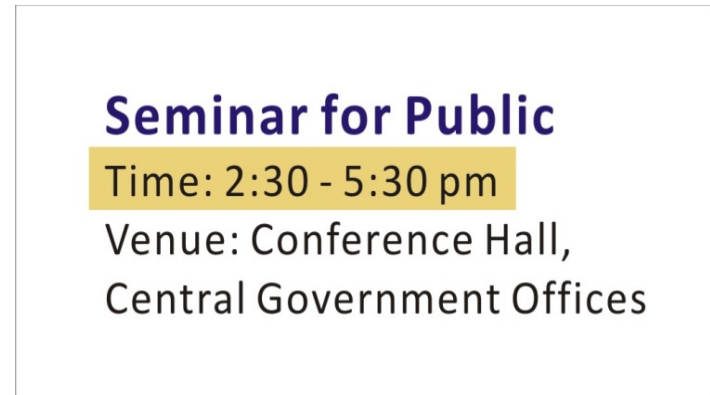 Seminar for Public
Time: 2:30 - 5:30 pm
Venue: Conference Hall,
Central Government Offices